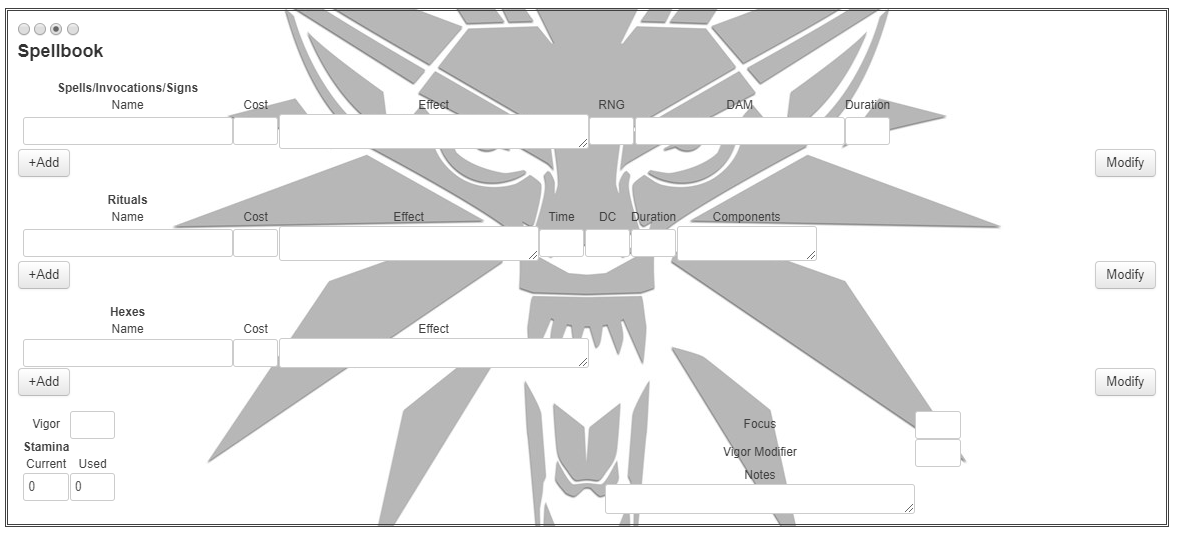 Spellbook
Spells/Invocations/Signs
Name Cost Effect RNG DAM Duration
+Add Modify
Rituals
Name Cost Effect Time DC Duration Components
+Add Modify
Hexes
Name Cost Effect
+Add Modify
Vigor Focus
Stamina Vigor Modifier
Current Used Notes
0 0